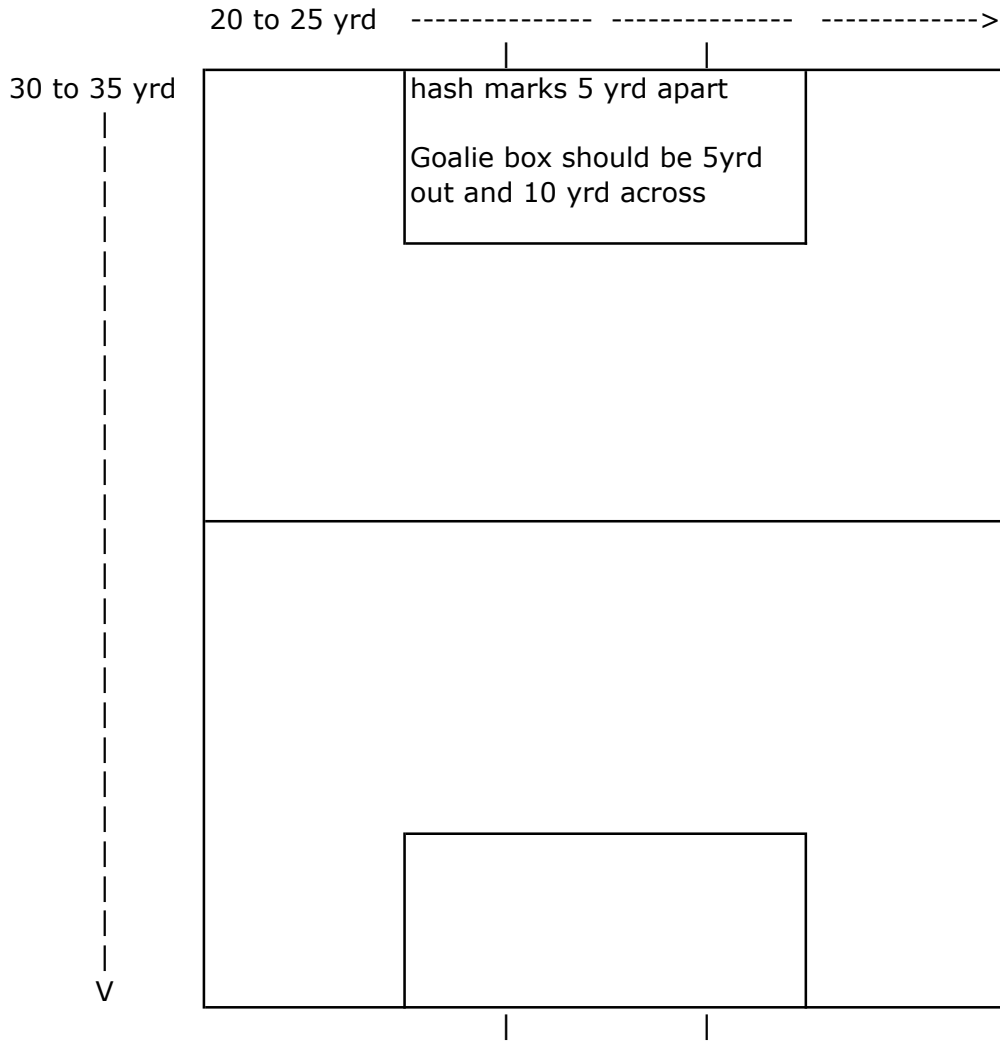 20 to 25 yrd --------------- --------------- ------------->
30 to 35 yrd
hash marks 5 yrd apart
Goalie box should be 5yrd
out and 10 yrd across
V